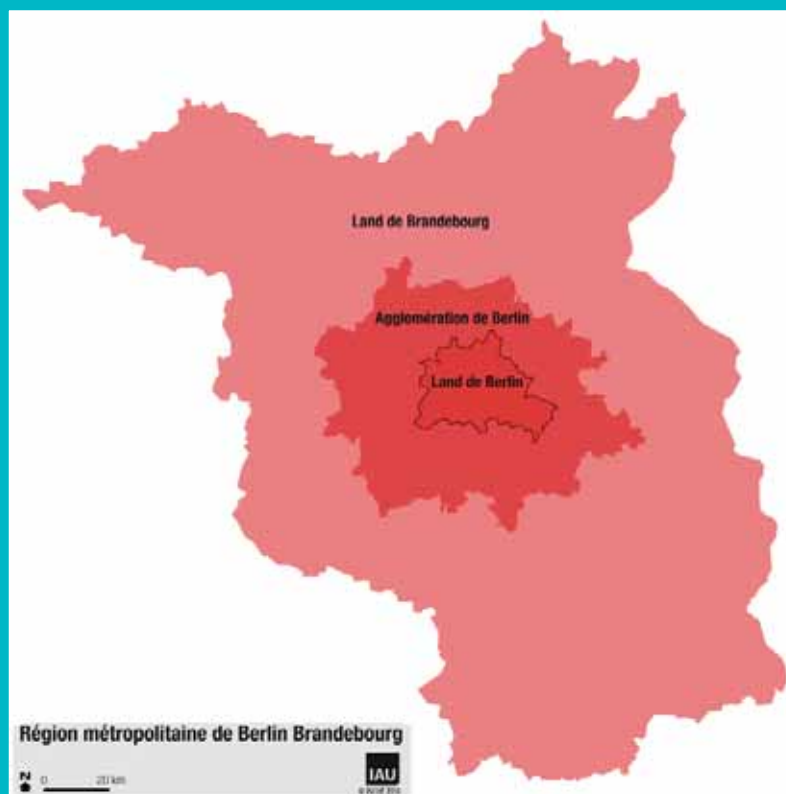 Land de Brandebourg
Agglomération de Berlin
Land de Berlin
Région métropolitaine de Berlin Brandebourg
N
0 20 km
IAU